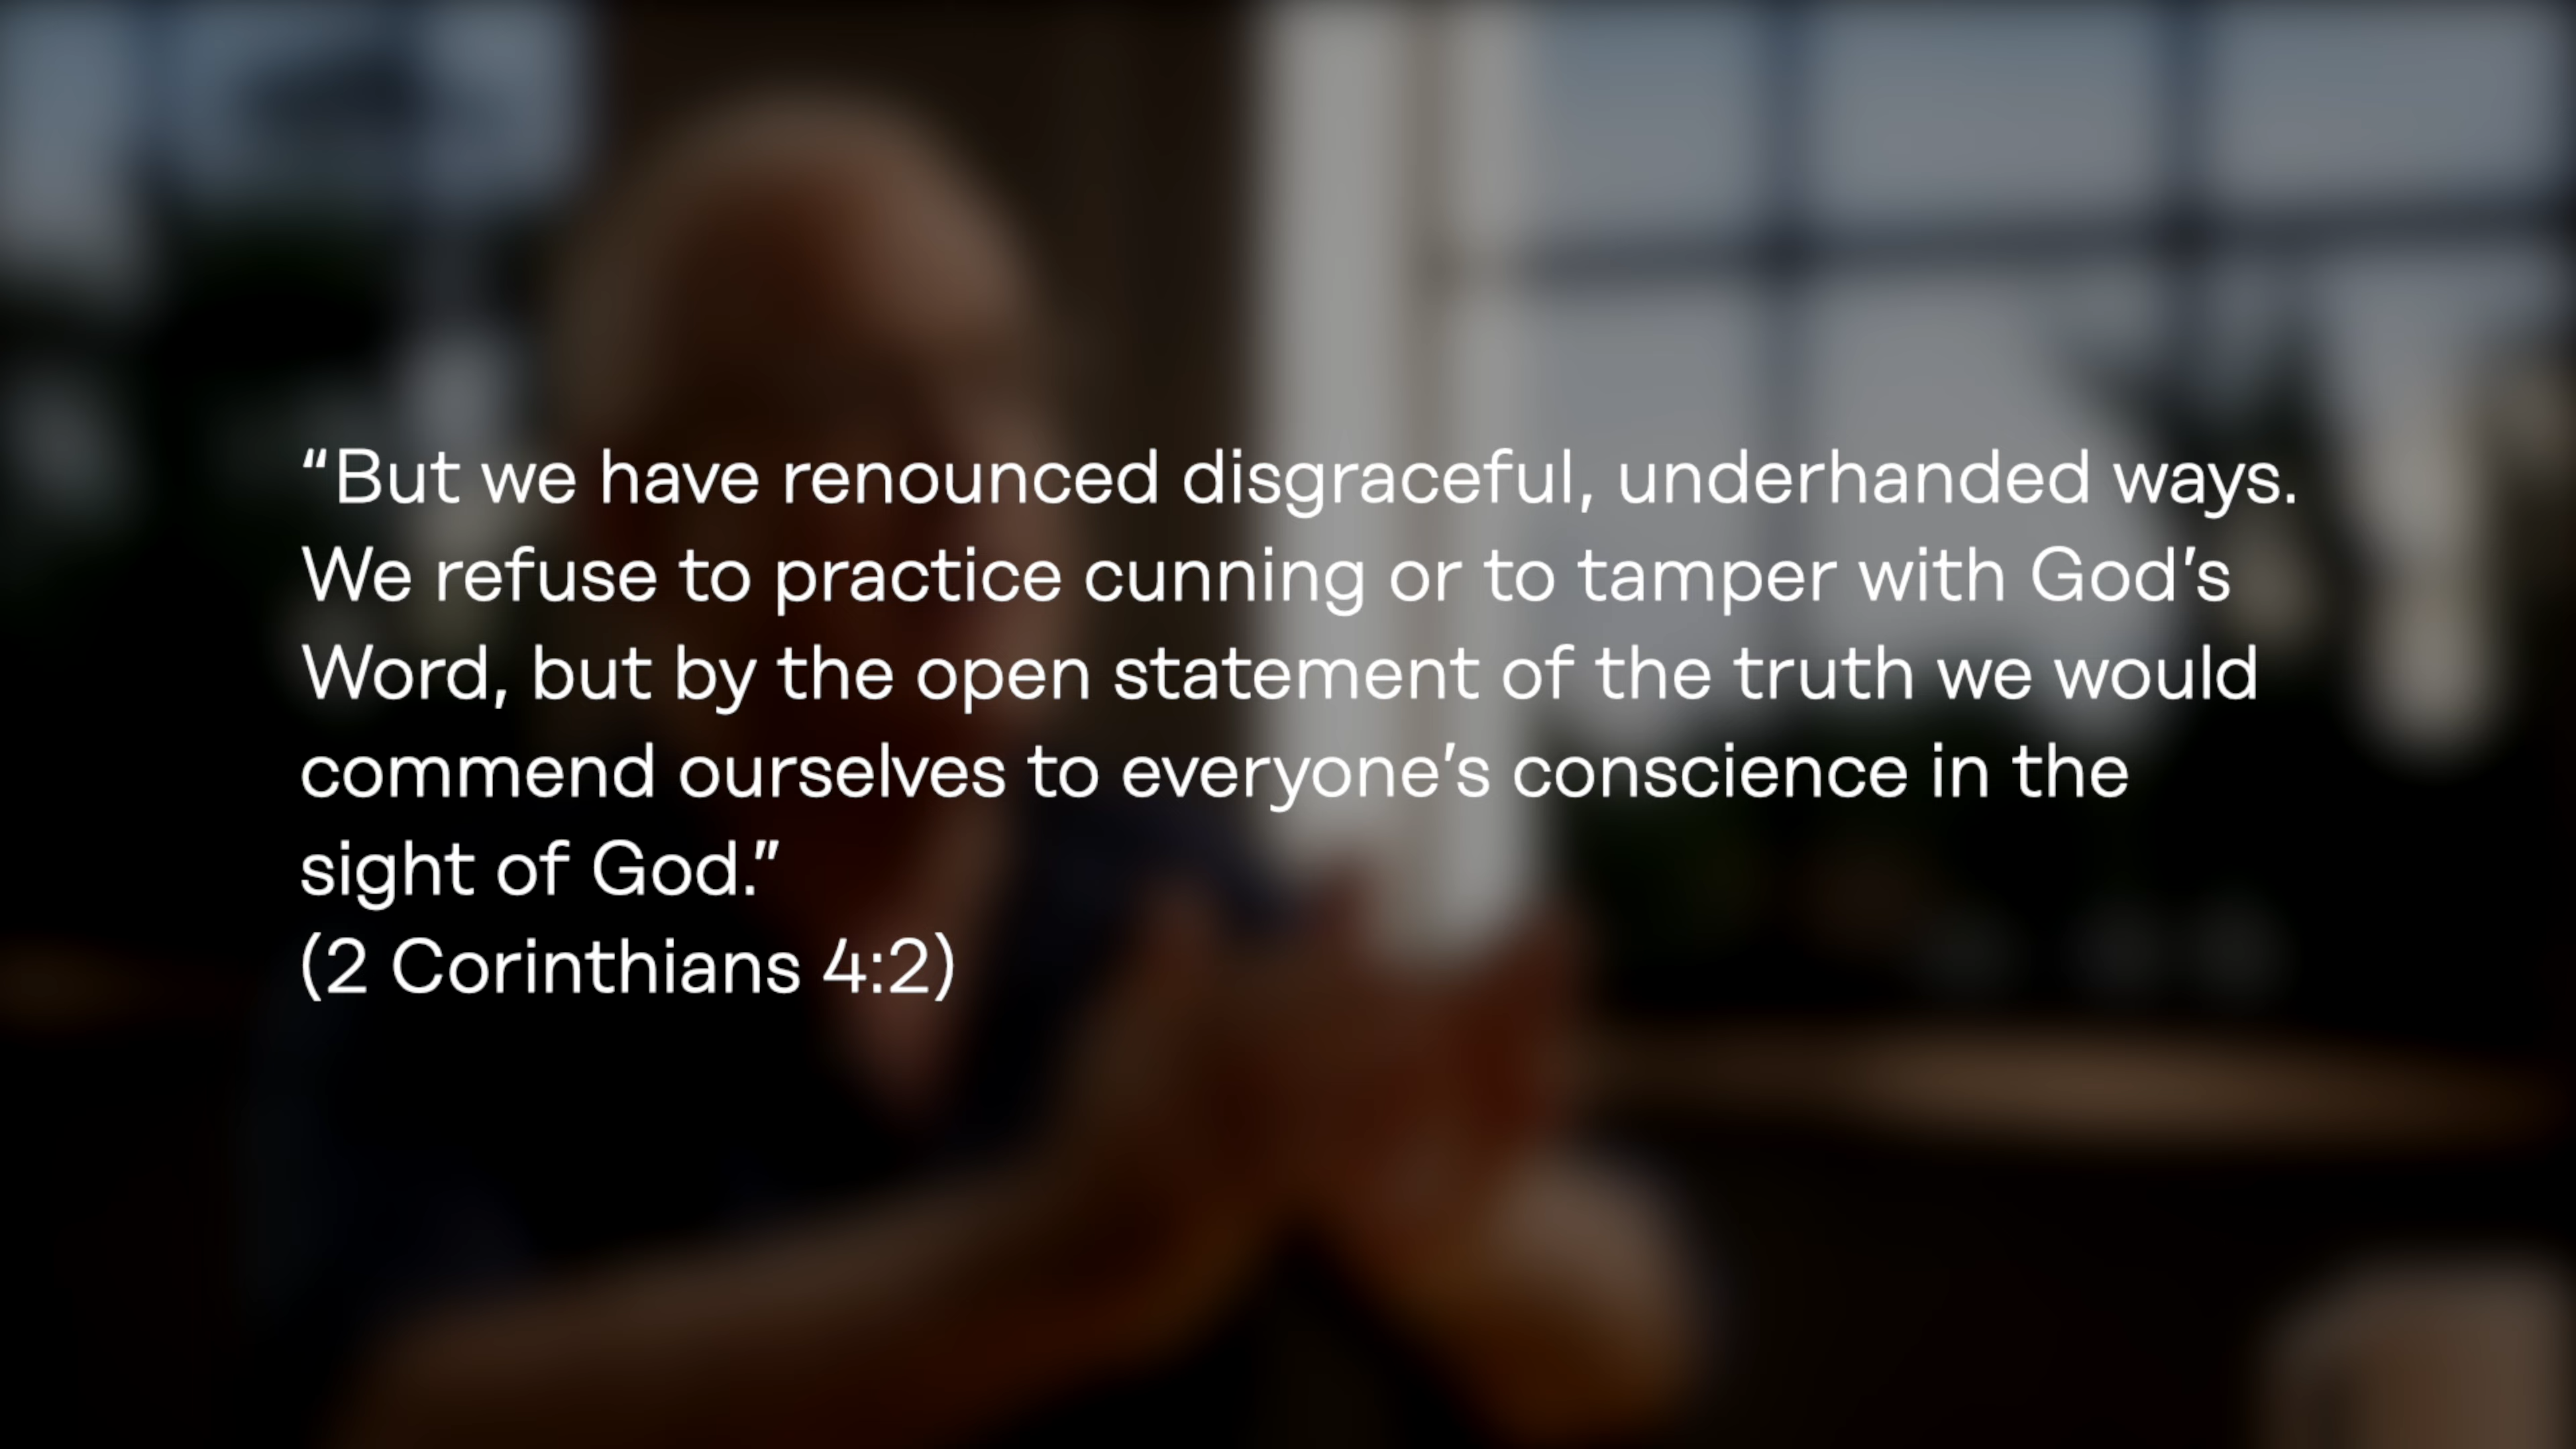 “But we have renounced disgraceful, underhanded ways.
We refuse to practice cunning or to tamper with God’s
Word, but by the open statement of the truth we would
commend ourselves to everyone’s conscience in the
sight of God.”
(2 Corinthians 4:2)